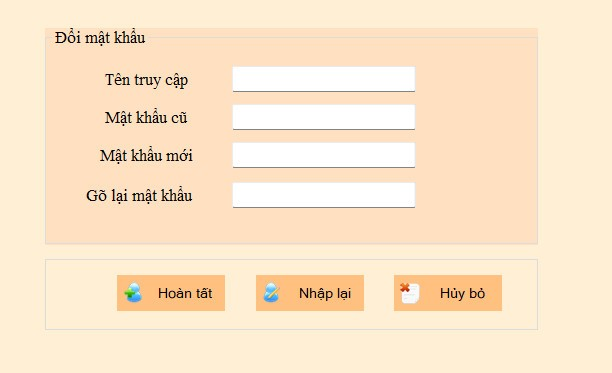 Đổi mật khẩu
Tên truy cập
Mật khẩu cũ
Mật khẩu mới
Gõ lại mật khẩu
Hoàn tất Nhập lại Hủy bỏ